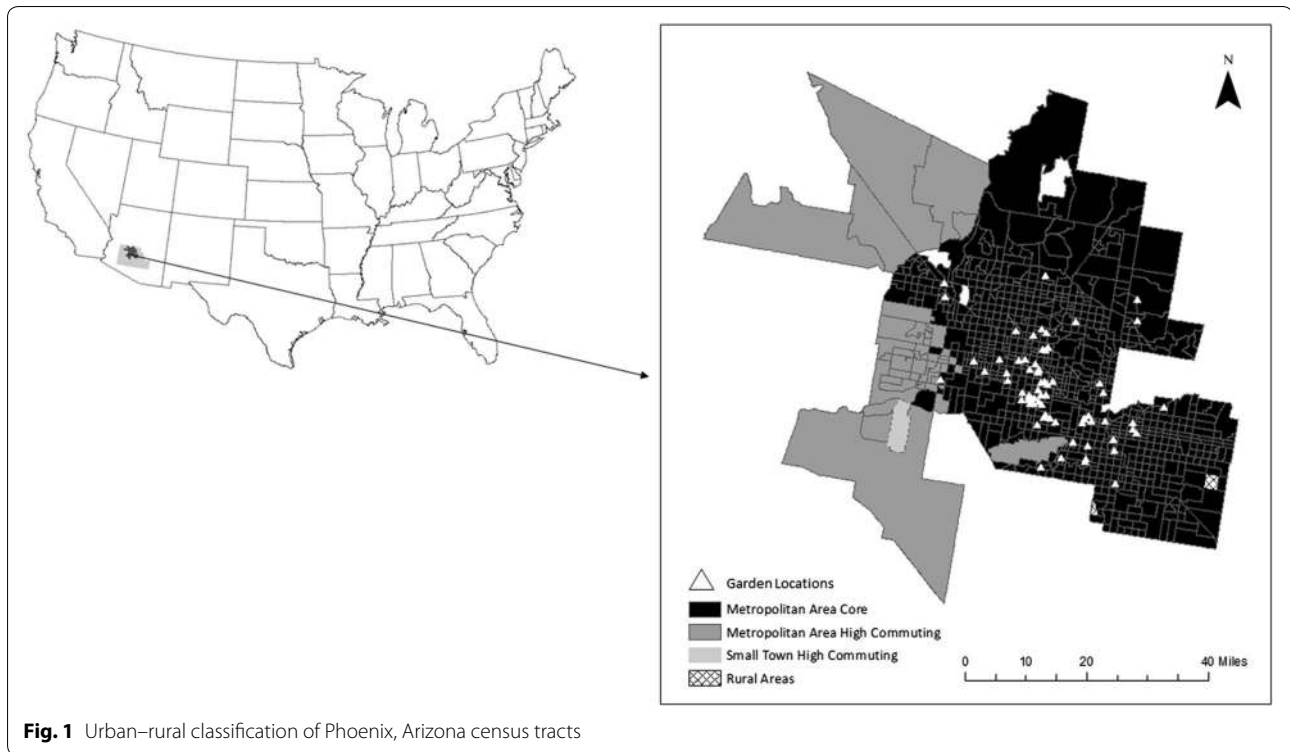 N
Garden Locations
Metropolitan Area Core
Metropolitan Area High Commuting
Small Town High Commuting
Rural Areas
0 10 20 40 Miles
Fig. 1 Urban–rural classification of Phoenix, Arizona census tracts